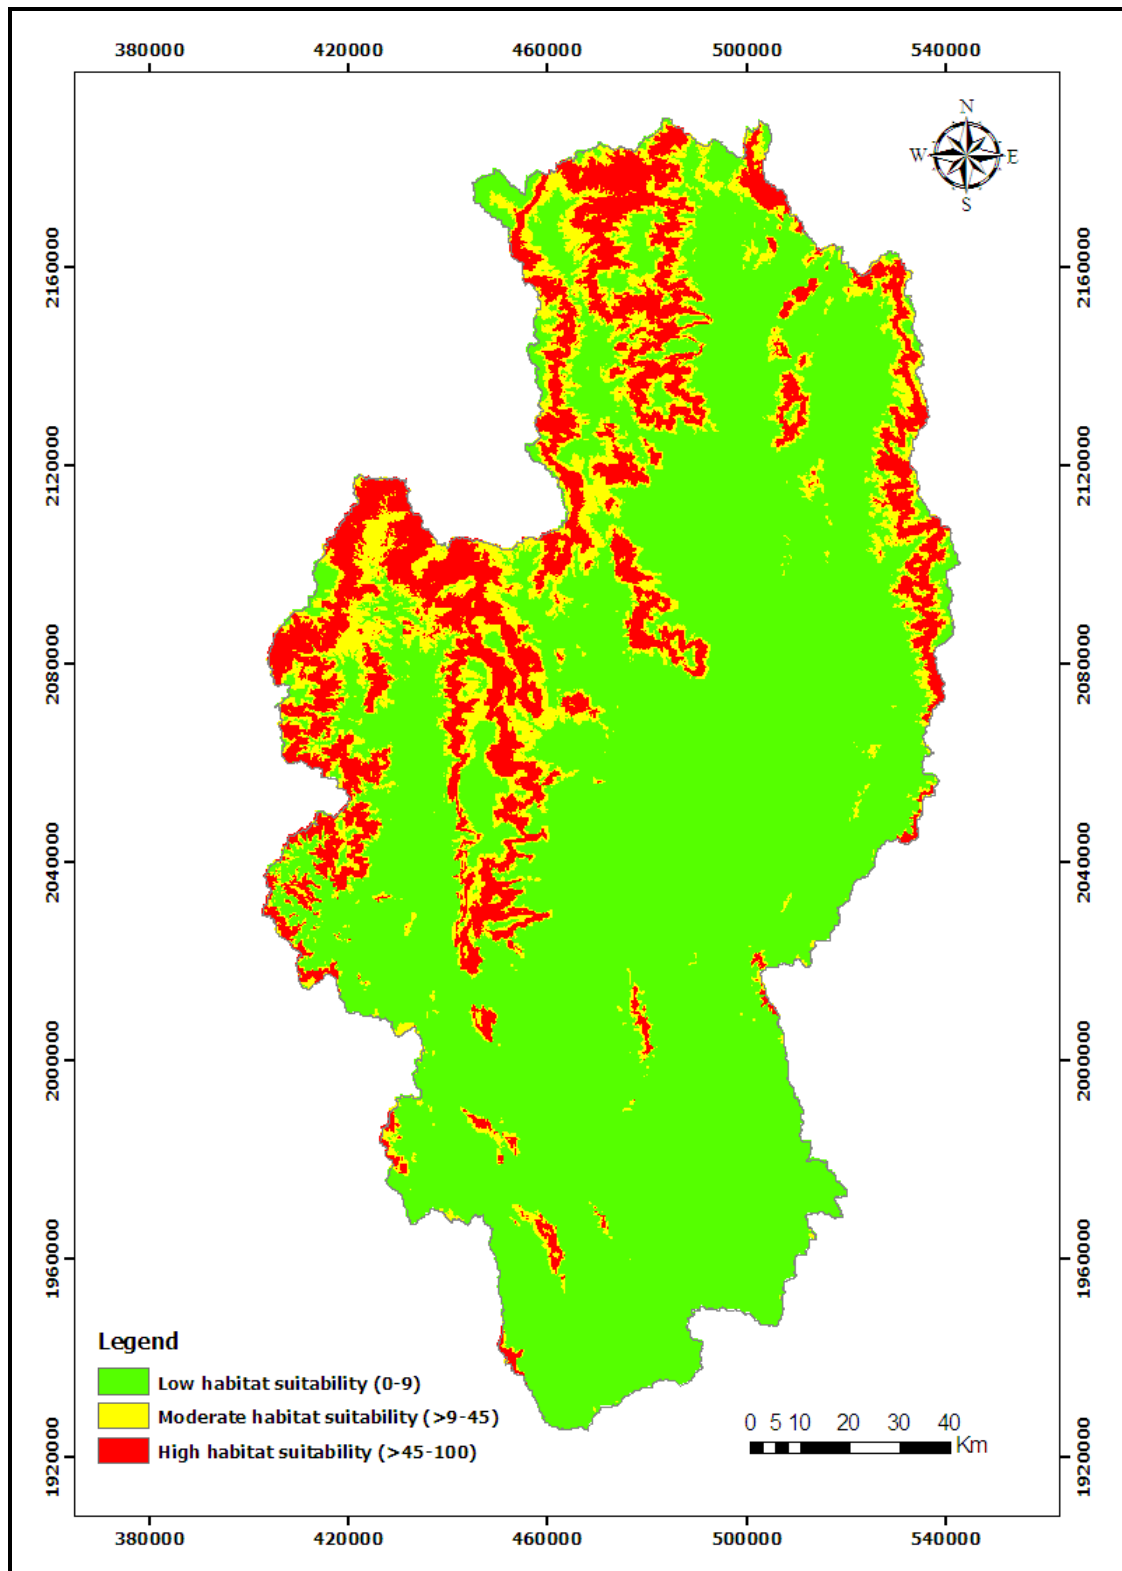 380000 420000 460000 500000 540000
N
W E
S
2160000 2160000
2120000 2120000
2080000 2080000
2040000 2040000
2000000 2000000
1960000 1960000
1920000 1920000
Legend
Low habitat suitability (0-9)
Moderate habitat suitability (>9-45)
High habitat suitability (>45-100)
0 5 10 20 30 40
Km
380000 420000 460000 500000 540000